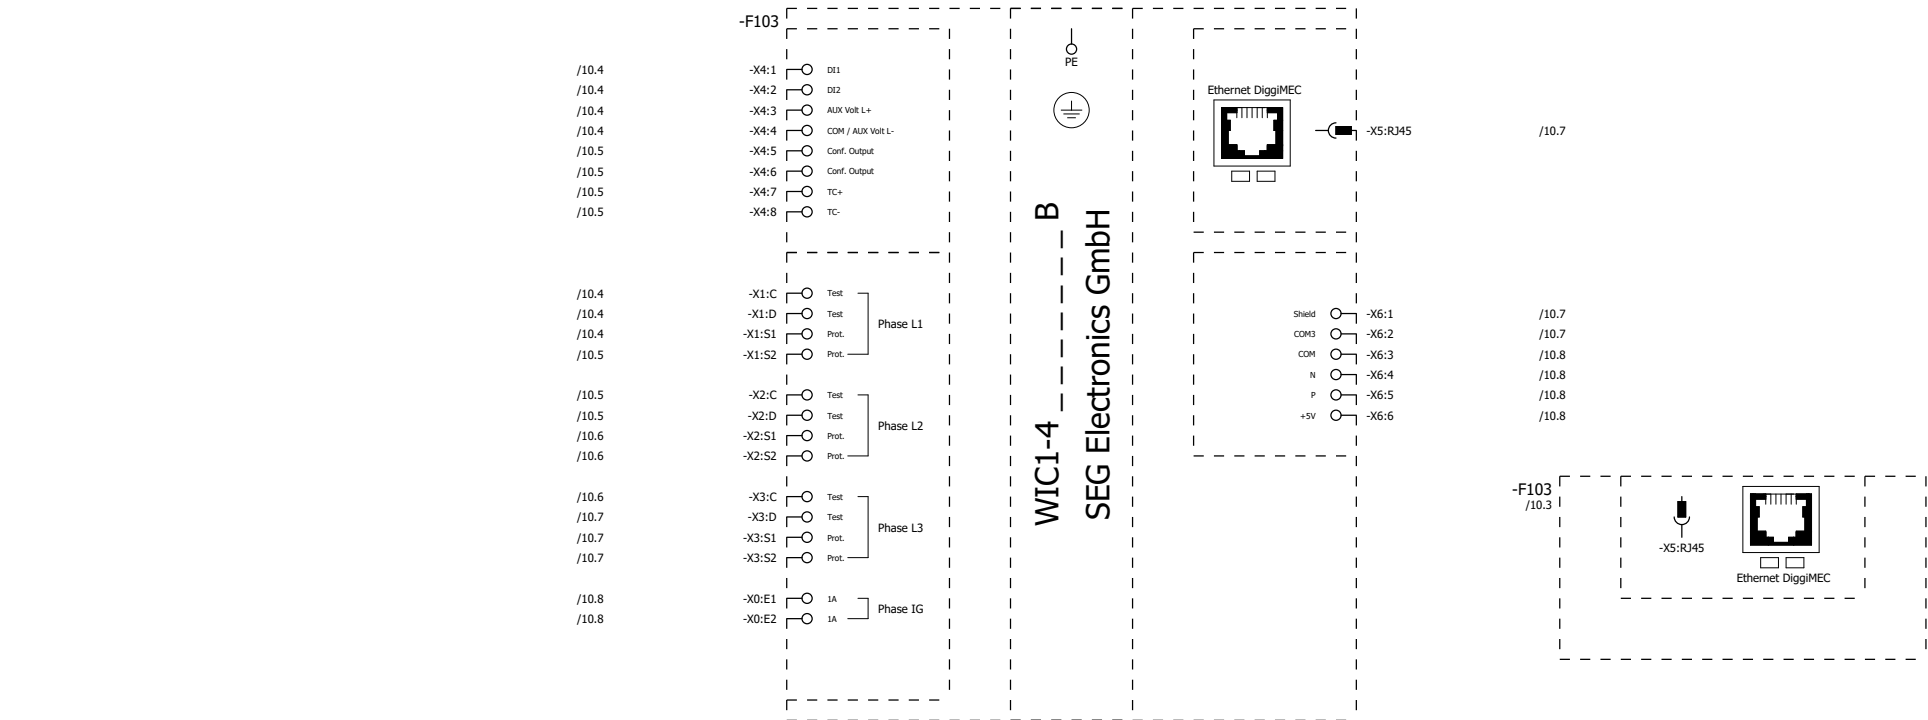 -F103
/10.4 -X4:1 DI1
/10.4 -X4:2 DI2
/10.4 -X4:3 AUX Volt L+
/10.4 -X4:4 COM / AUX Volt L-
/10.5 -X4:5 Conf. Output
/10.5 -X4:6 Conf. Output
/10.5 -X4:7 TC+
/10.5 -X4:8 TC-
/10.4 -X1:C Test
/10.4 -X1:D Test
Phase L1
/10.4 -X1:S1 Prot.
/10.5 -X1:S2 Prot.
/10.5 -X2:C Test
/10.5 -X2:D Test
Phase L2
/10.6 -X2:S1 Prot.
/10.6 -X2:S2 Prot.
/10.6 -X3:C Test
/10.7 -X3:D Test
Phase L3
/10.7 -X3:S1 Prot.
/10.7 -X3:S2 Prot.
/10.8 -X0:E1 1A
Phase IG
/10.8 -X0:E2 1A
PE
WIC1-4 _ _ _ _ _ _ _ B
SEG Electronics GmbH
Ethernet DiggiMEC
-X5:RJ45 /10.7
Shield -X6:1 /10.7
COM3 -X6:2 /10.7
COM -X6:3 /10.8
N -X6:4 /10.8
P -X6:5 /10.8
+5V -X6:6 /10.8
-F103
/10.3
-X5:RJ45
Ethernet DiggiMEC